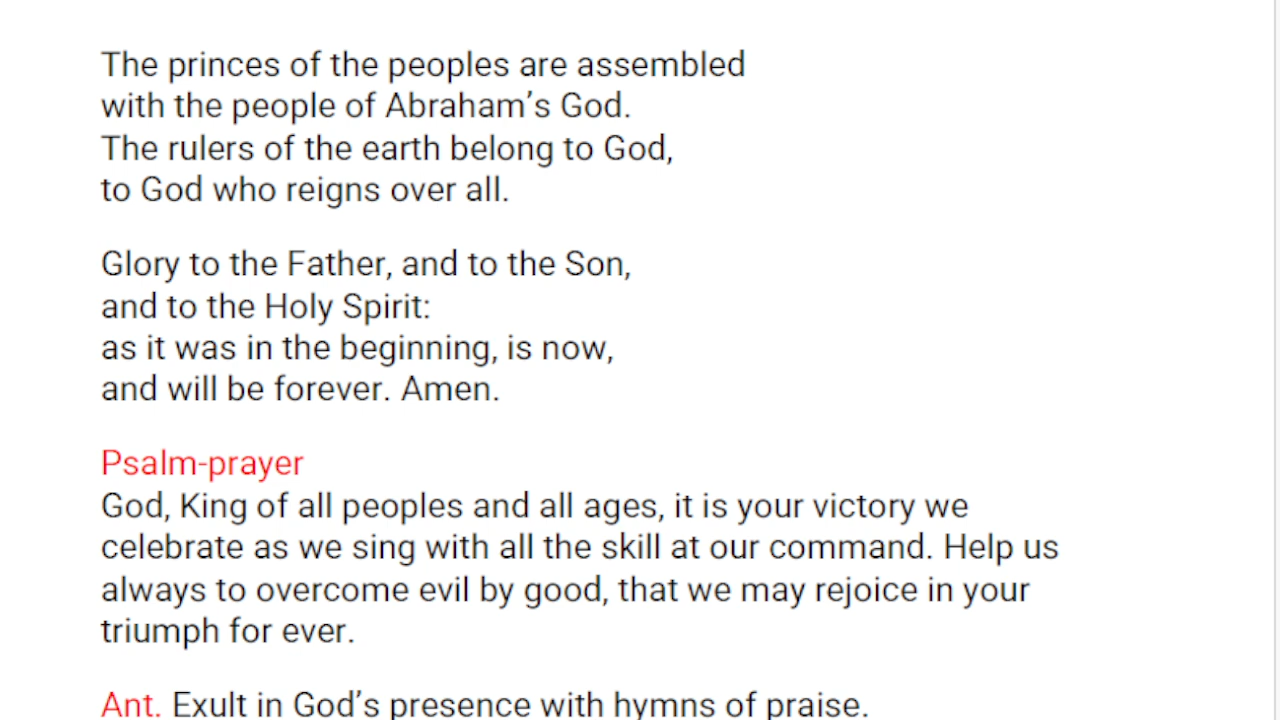 The princes of the peoples are assembled
with the people of Abraham’s God.
The rulers of the earth belong to God,
to God who reigns over all.
Glory to the Father, and to the Son,
and to the Holy Spirit:
as it was in the beginning, is now,
and will be forever. Amen.
Psalm-prayer
God, King of all peoples and all ages, it is your victory we
celebrate as we sing with all the skill at our command. Help us
always to overcome evil by good, that we may rejoice in your
triumph for ever.
Ant. Exult in God’s presence with hymns of praise.